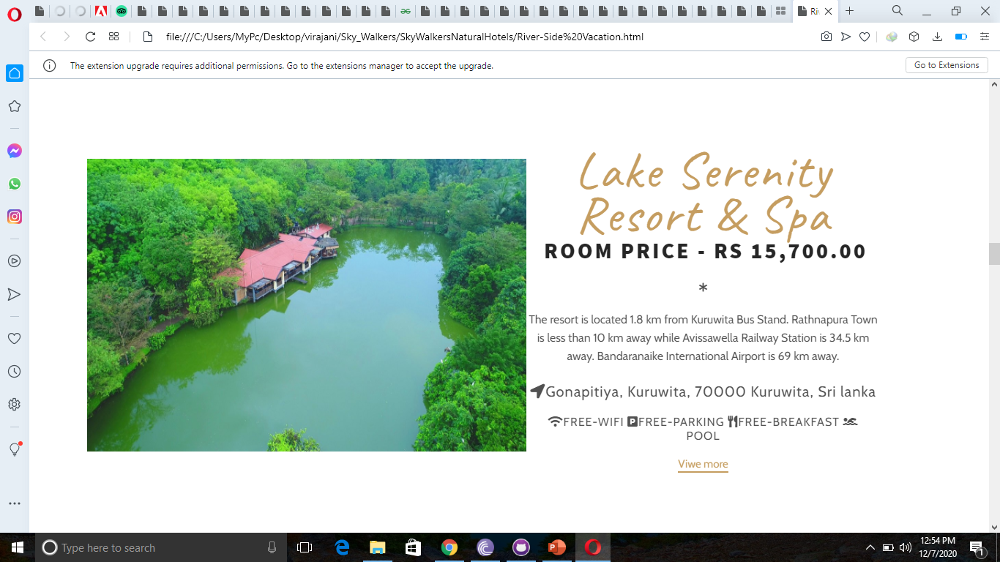 Ri
file:///C:/Users/MyPc/Desktop/virajani/Sky_Walkers/SkyWalkersNaturalHotels/River-Side%20Vacation.html
The extension upgrade requires additional permissions. Go to the extensions manager to accept the upgrade.
Go to Extensions
Lake Serenity
Resort & Spa
ROOM PRICE - RS 15,700.00
*
The resort is located 1.8 km from Kuruwita Bus Stand. Rathnapura Town
is less than 10 km away while Avissawella Railway Station is 34.5 km
away. Bandaranaike International Airport is 69 km away.
Gonapitiya, Kuruwita, 70000 Kuruwita, Sri lanka
FREE-WIFI FREE-PARKING FREE-BREAKFAST
POOL
Viwe more
Type here to search
12:54 PM
12/7/2020
1